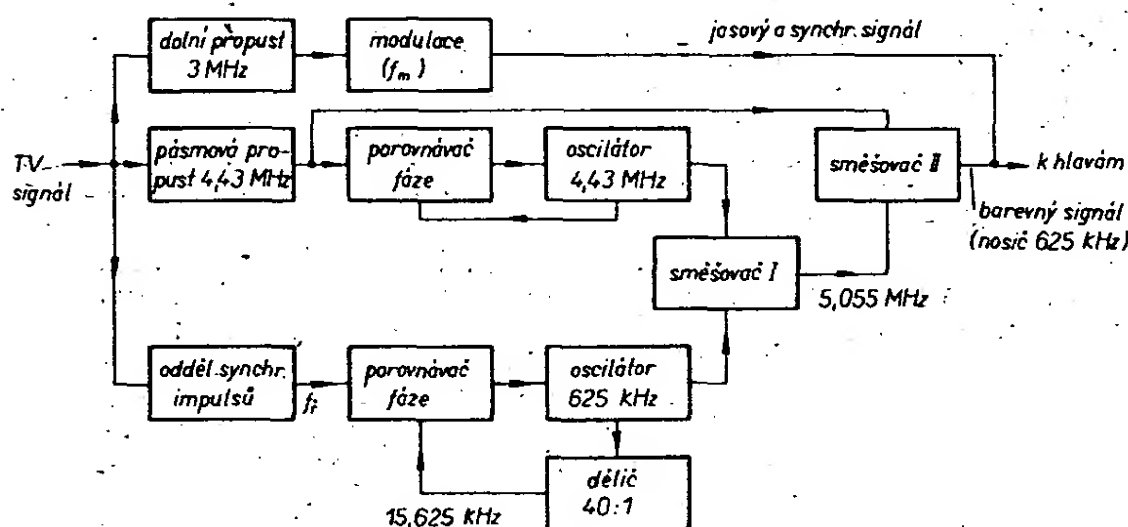 dolní propust
3 MHz
modulace
(fm)
jasový a synchr. signál
TV
signál
pásmová pro-
pust 4,43 MHz
porovnávač
fáze
oscilátor
4,43 MHz
směšovač II
k hlavám
barevný signál
(nosič 625 kHz)
směšovač I
5,055 MHz
odděl. synchr.
impulsů
fř
porovnávač
fáze
oscilátor
625 kHz
dělič
40:1
15,625 kHz